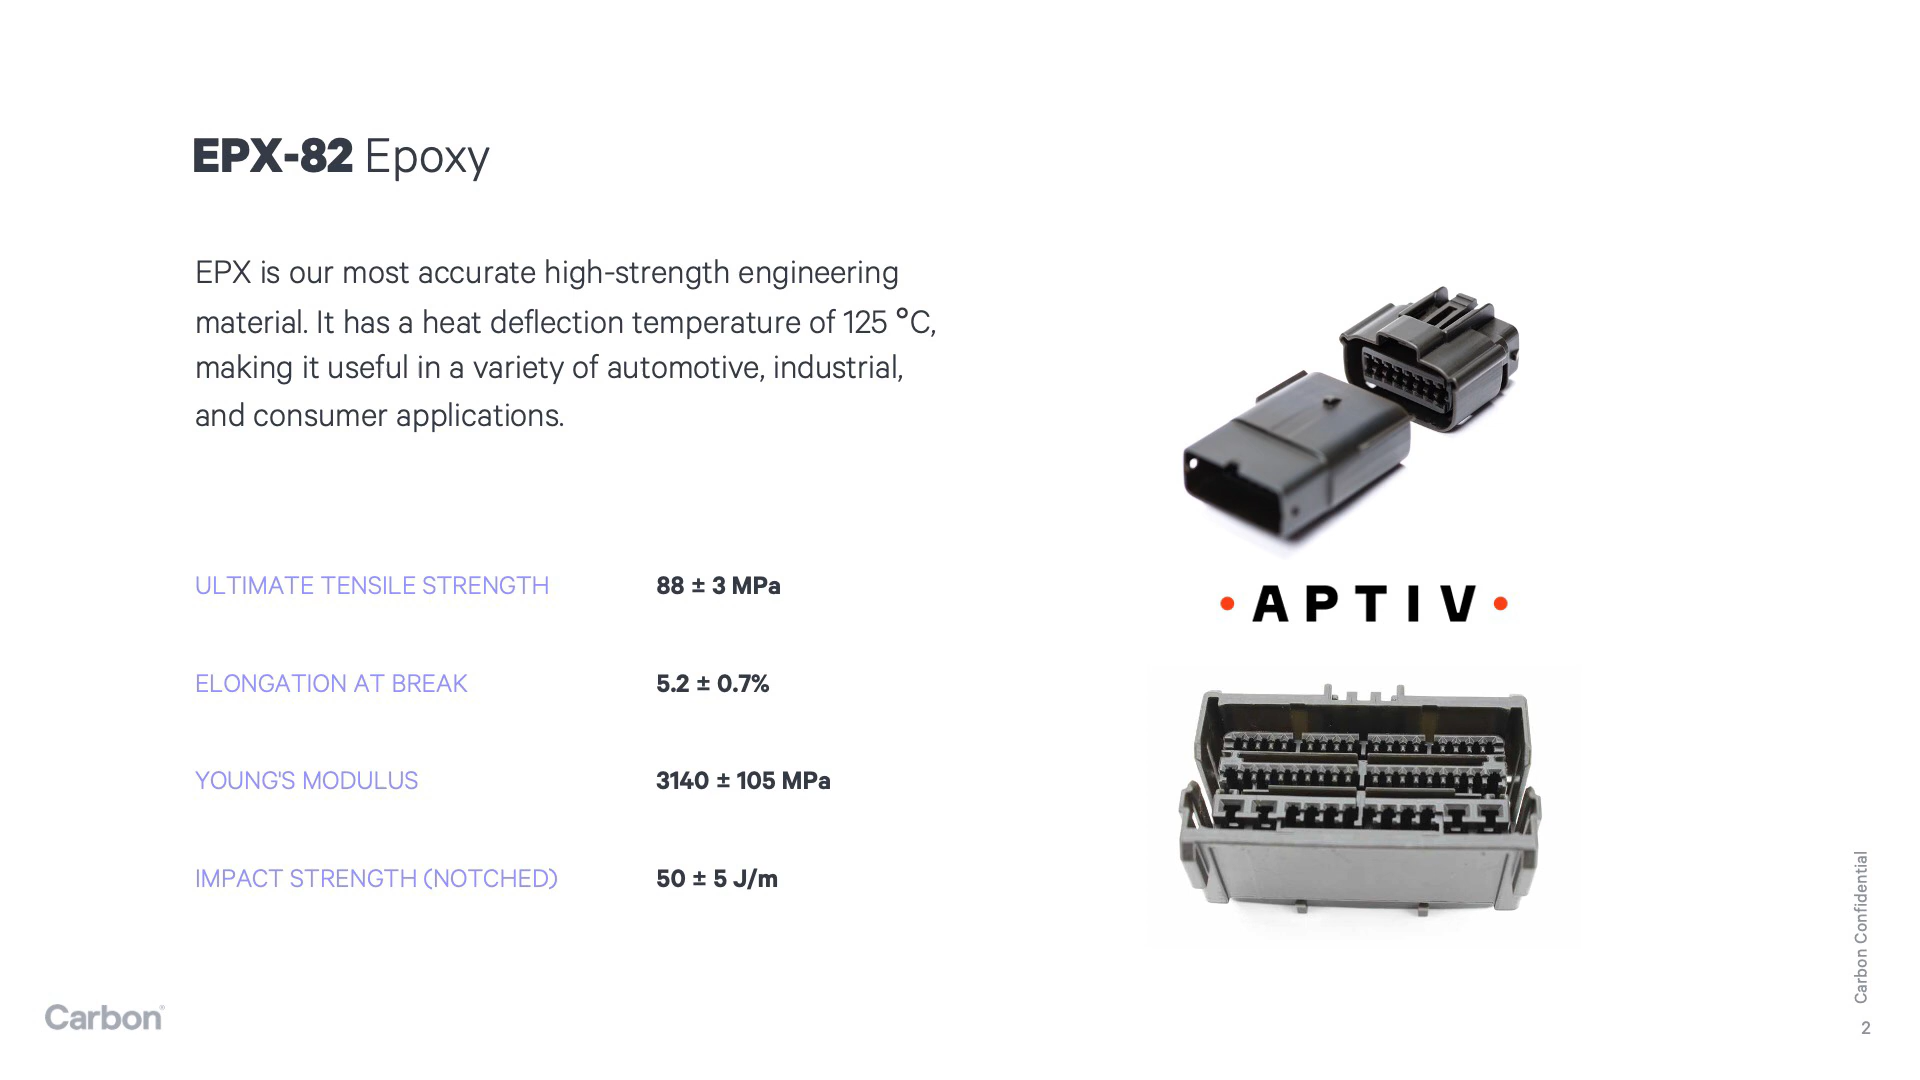 EPX-82 Epoxy
EPX is our most accurate high-strength engineering
material. It has a heat deflection temperature of 125 °C,
making it useful in a variety of automotive, industrial,
and consumer applications.
ULTIMATE TENSILE STRENGTH 88 ± 3 MPa
ELONGATION AT BREAK 5.2 ± 0.7%
YOUNG'S MODULUS 3140 ± 105 MPa
IMPACT STRENGTH (NOTCHED) 50 ± 5 J/m
• APTIV •
Carbon®
Carbon Confidential
2